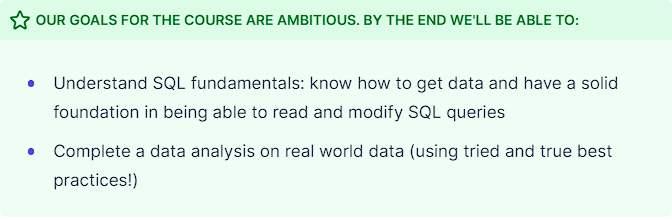 OUR GOALS FOR THE COURSE ARE AMBITIOUS. BY THE END WE'LL BE ABLE TO:
Understand SQL fundamentals: know how to get data and have a solid
foundation in being able to read and modify SQL queries
Complete a data analysis on real world data (using tried and true best
practices!)